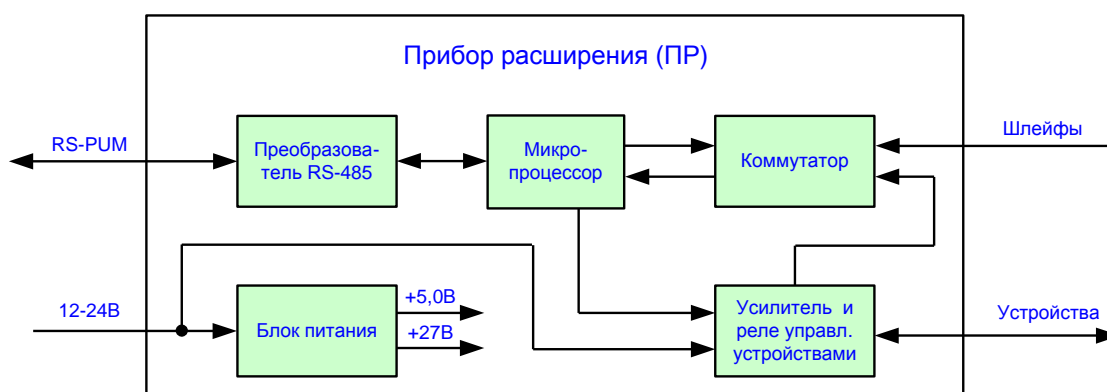 Прибор расширения (ПР)
RS-PUM
Преобразова-
тель RS-485
Микро-
процессор
Коммутатор
Шлейфы
12-24В
Блок питания
+5,0В
+27В
Усилитель и
реле управл.
устройствами
Устройства